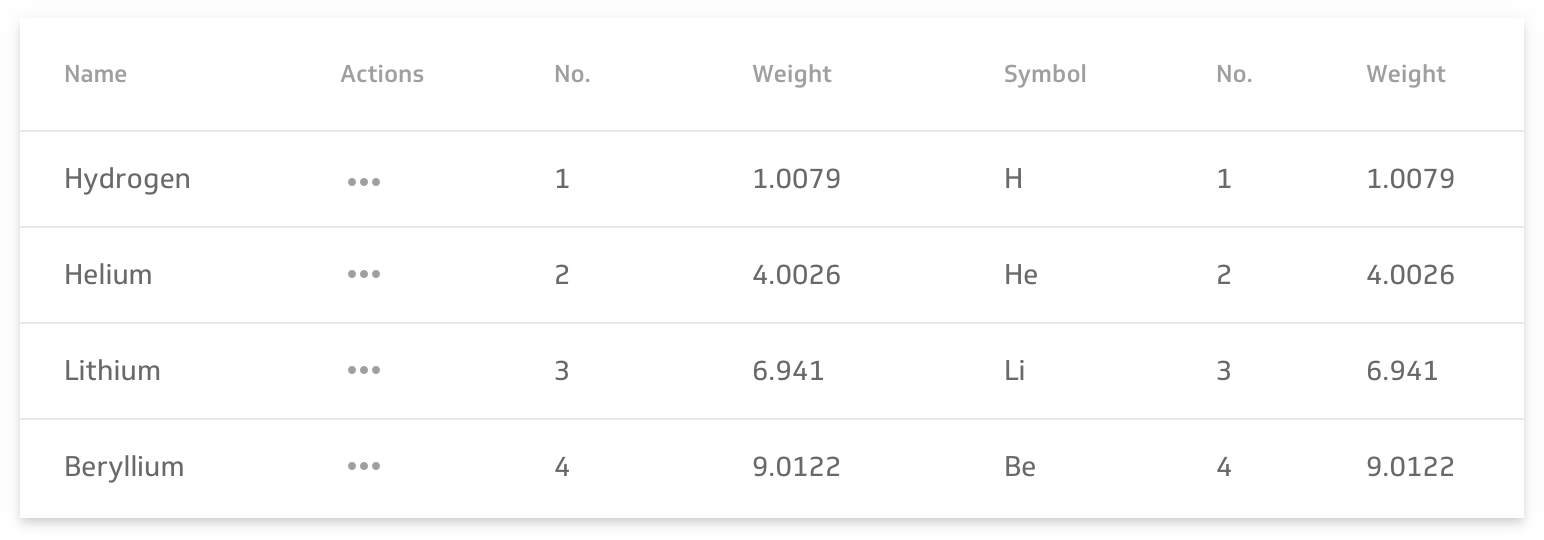 Name Actions No. Weight Symbol No. Weight
Hydrogen ••• 1 1.0079 H 1 1.0079
Helium ••• 2 4.0026 He 2 4.0026
Lithium ••• 3 6.941 Li 3 6.941
Beryllium ••• 4 9.0122 Be 4 9.0122